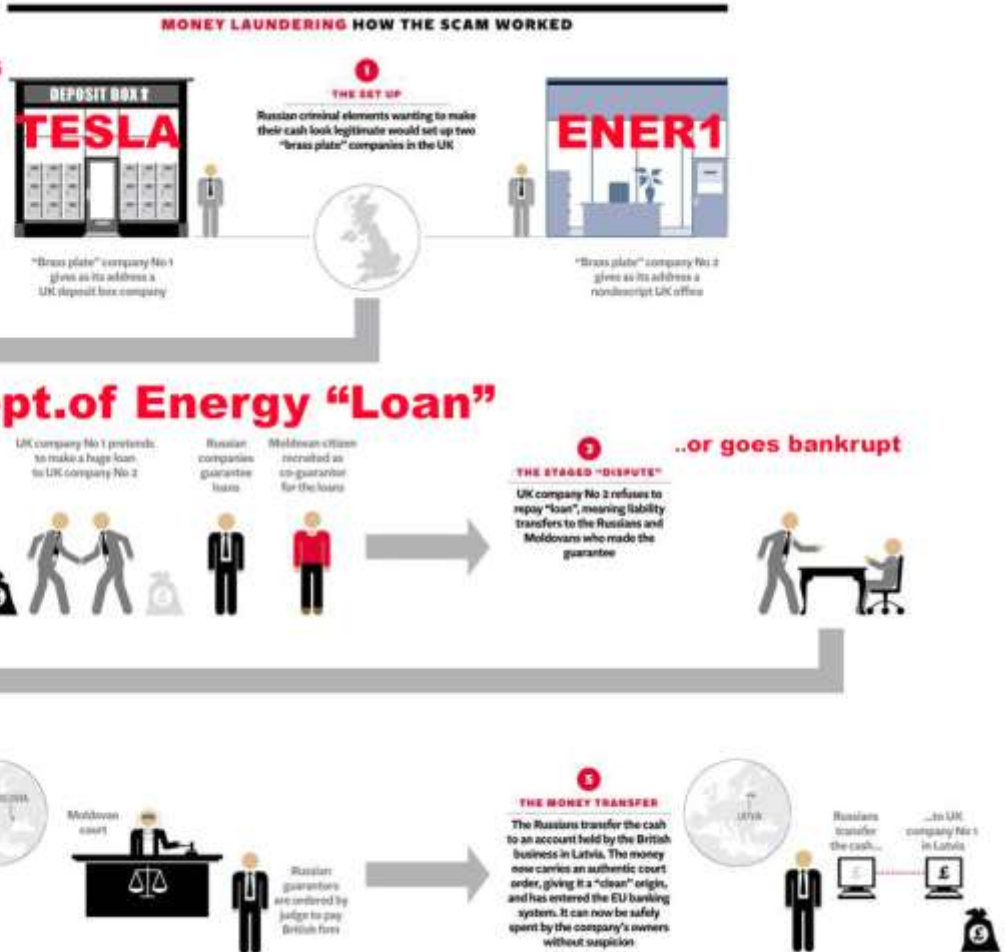 MONEY LAUNDERING HOW THE SCAM WORKED
DEPOSIT BOX
TESLA
1
THE SET UP
Russian criminal elements wanting to make
their cash look legitimate would set up two
"brass plate" companies in the UK
ENER1
"Brass plate" company No 1
gives as its address a
UK deposit box company
"Brass plate" company No 2
gives as its address a
nondescript UK office
pt.of Energy “Loan”
UK company No 1 pretends
to make a huge loan
to UK company No 2
Russian
companies
guarantee
loans
Moldovan citizen
recruited as
co-guarantor
for the loans
3
THE STAGED "DISPUTE"
UK company No 2 refuses to
repay "loan", meaning liability
transfers to the Russians and
Moldovans who made the
guarantee
..or goes bankrupt
£
£
Moldovan
court
Russian
guarantors
are ordered by
judge to pay
British firm
5
THE MONEY TRANSFER
The Russians transfer the cash
to an account held by the British
business in Latvia. The money
now carries an authentic court
order, giving it a "clean" origin,
and has entered the EU banking
system. It can now be safely
spent by the company's owners
without suspicion
LATVIA
Russians
transfer
the cash...
...to UK
company No 1
in Latvia
£
£
£